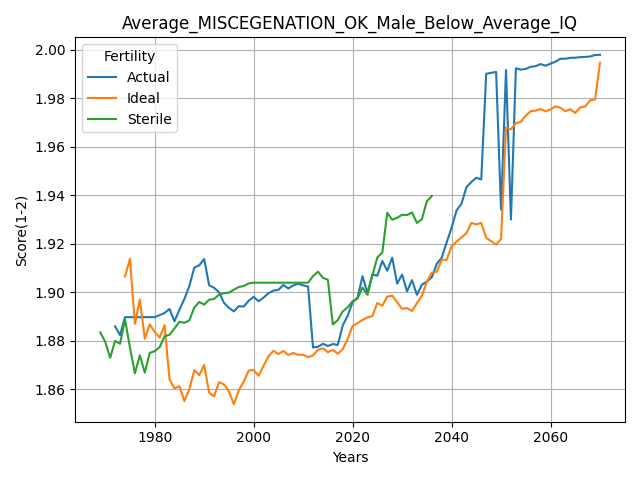 Average_MISCEGENATION_OK_Male_Below_Average_IQ
Fertility
Actual
Ideal
Sterile
Score(1-2)
2.00
1.98
1.96
1.94
1.92
1.90
1.88
1.86
1980 2000 2020 2040 2060
Years